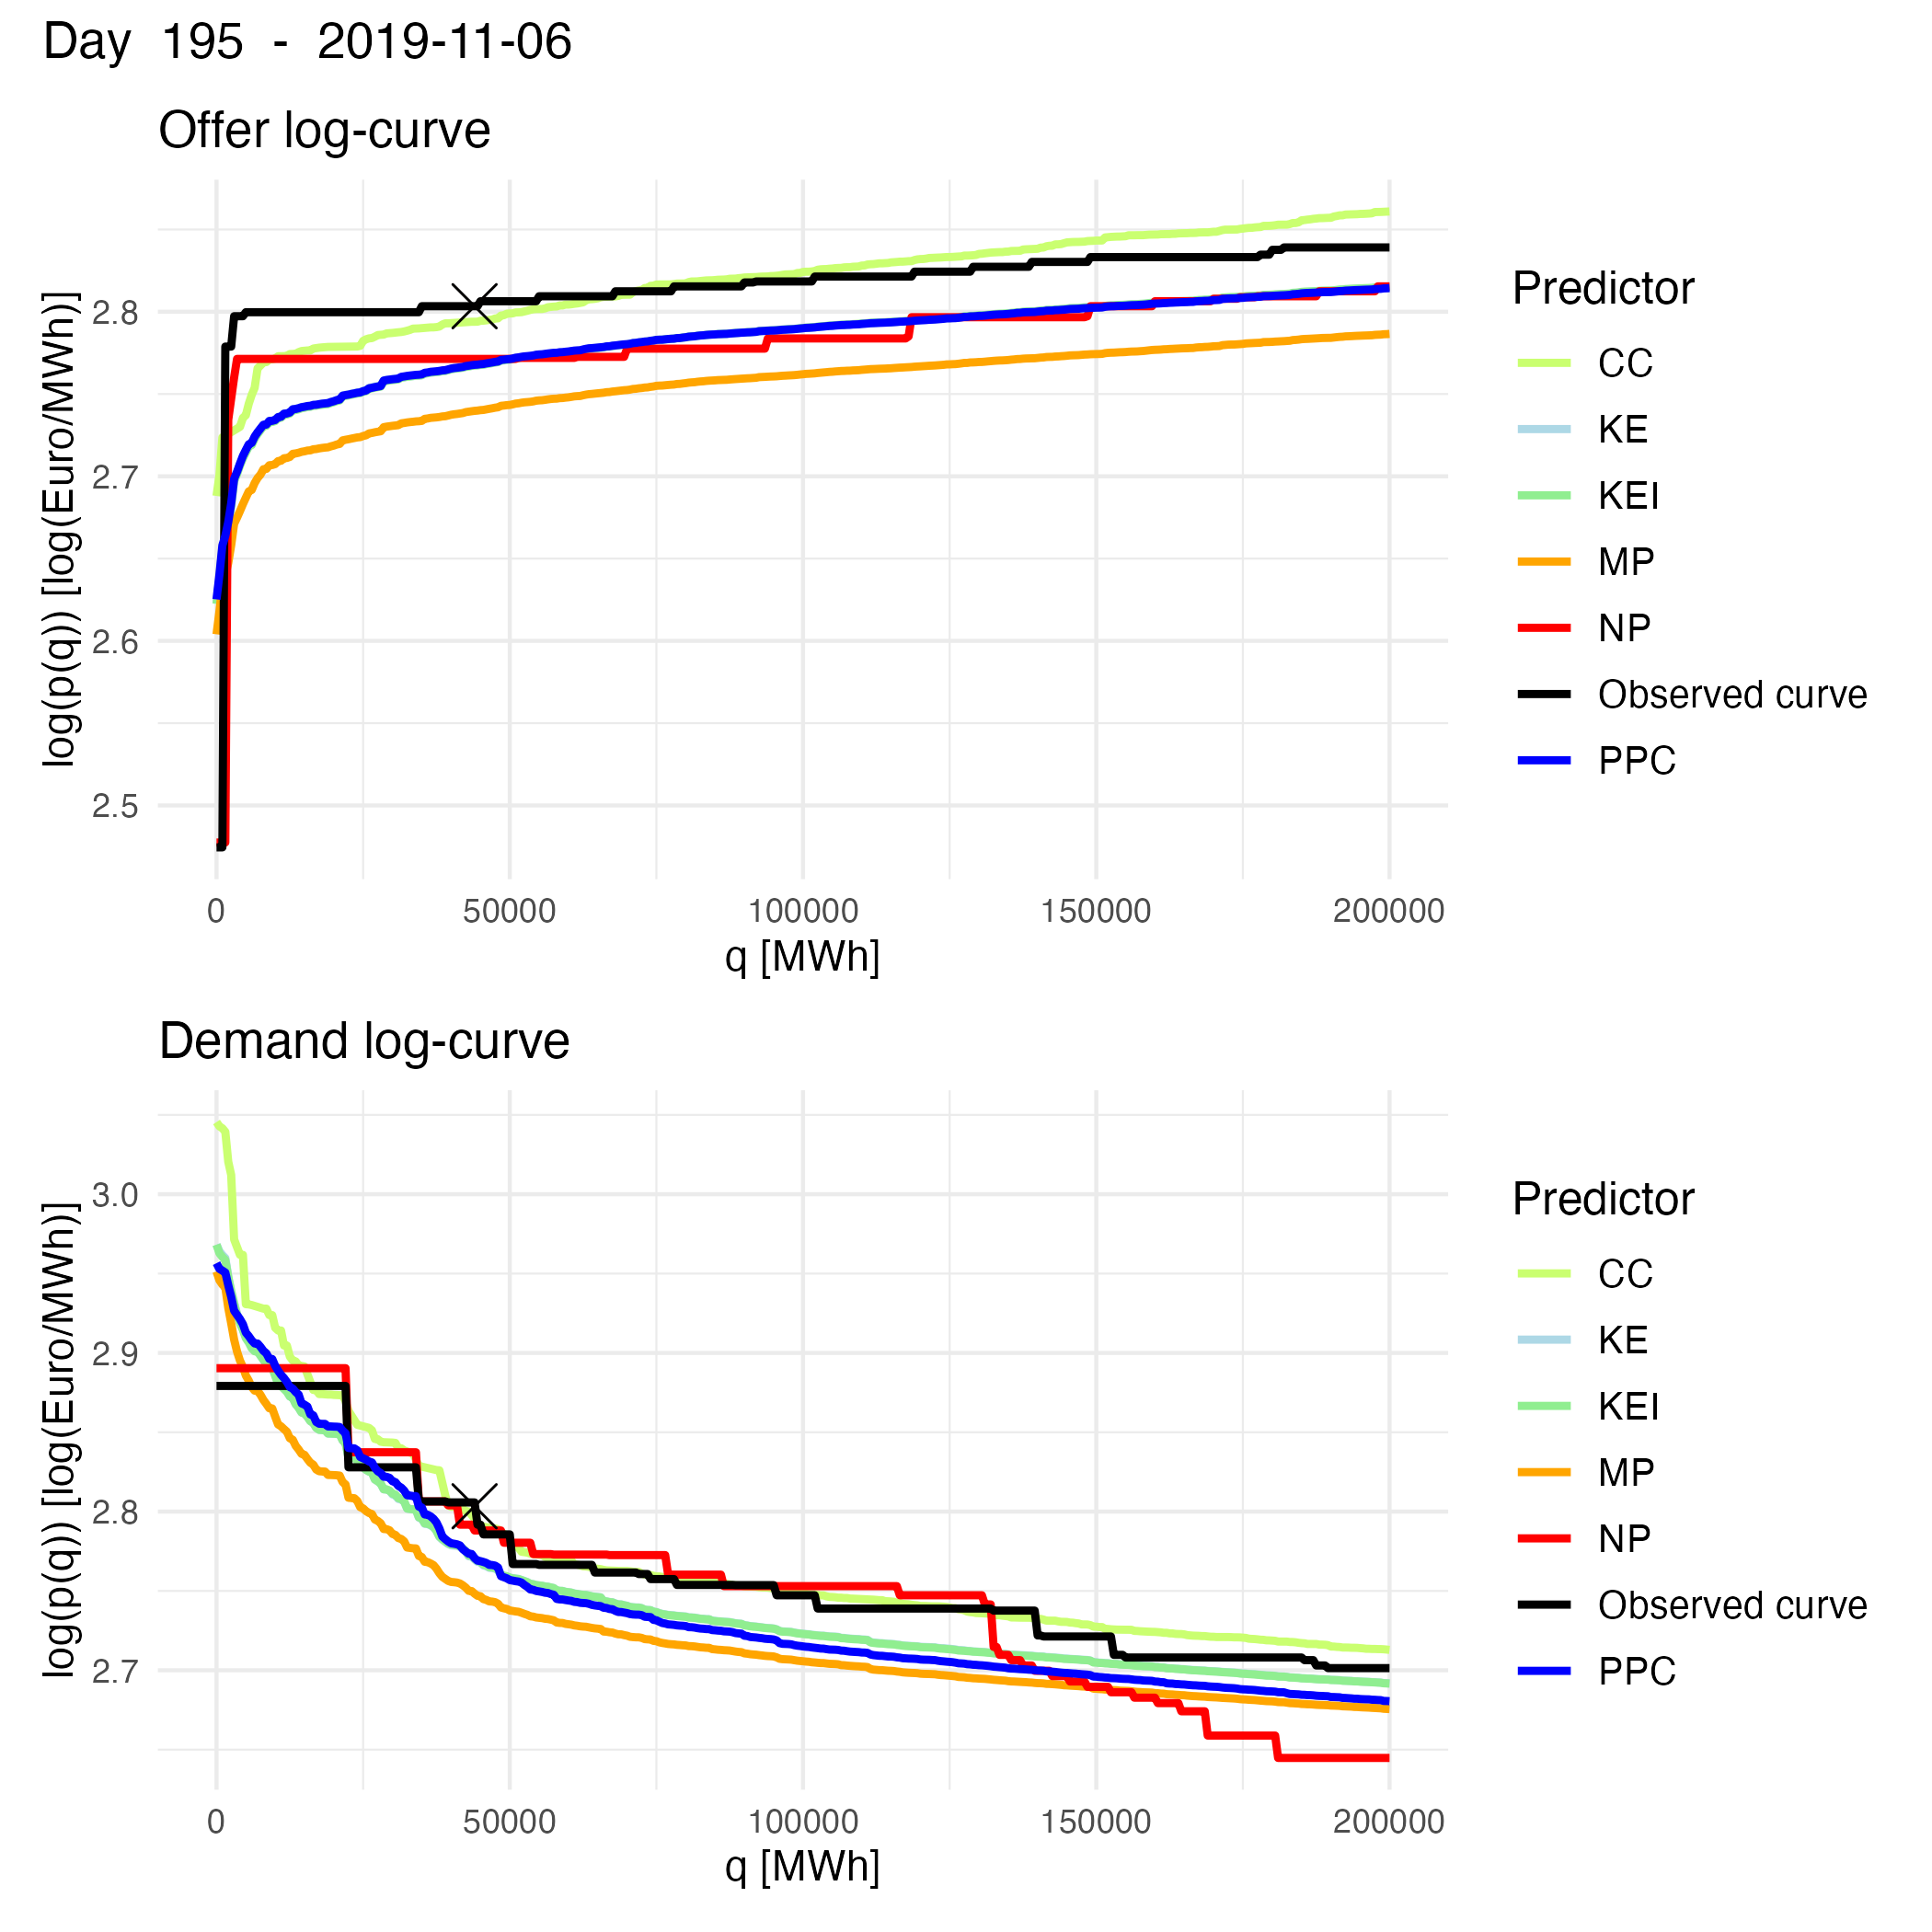 Day 195 - 2019-11-06
Offer log-curve
log(p(q)) [log(Euro/MWh)]
2.8
2.7
2.6
2.5
0 50000 100000 150000 200000
q [MWh]
Predictor
CC
KE
KEI
MP
NP
Observed curve
PPC
Demand log-curve
log(p(q)) [log(Euro/MWh)]
3.0
2.9
2.8
2.7
0 50000 100000 150000 200000
q [MWh]
Predictor
CC
KE
KEI
MP
NP
Observed curve
PPC